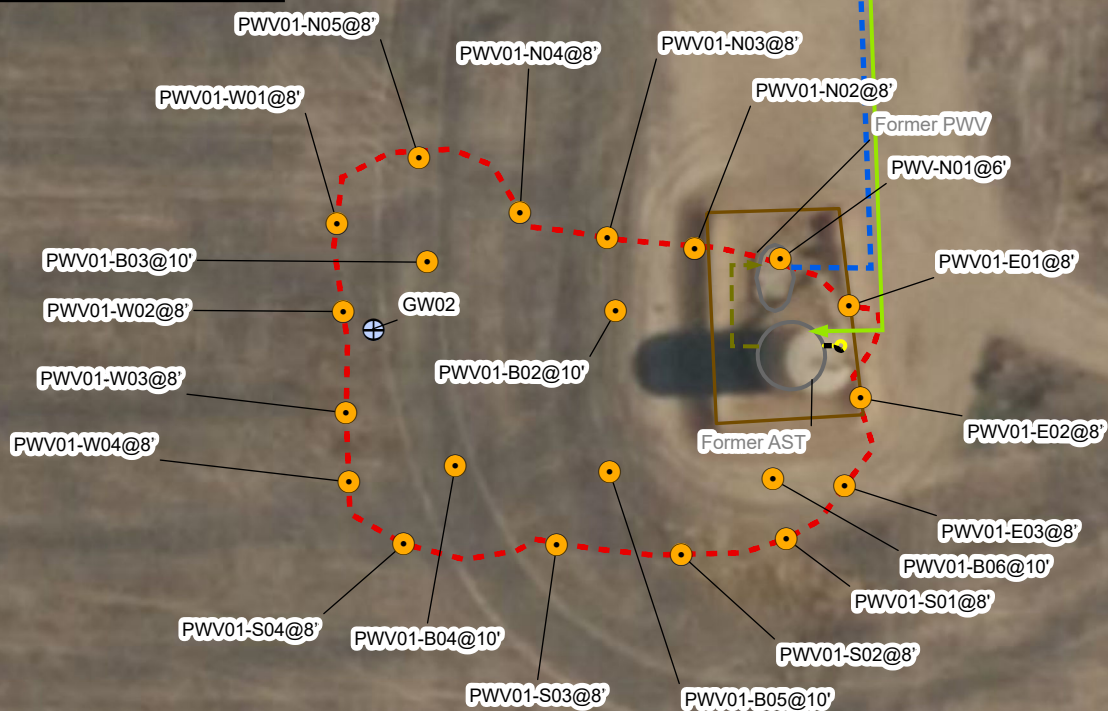 PWV01-N05@8’
PWV01-N04@8’
PWV01-N03@8’
PWV01-N02@8’
PWV01-W01@8'
Former PWV
PWV-N01@6'
PWV01-B03@10'
PWV01-E01@8'
PWV01-W02@8’
GW02
PWV01-B02@10'
PWV01-W03@8’
PWV01-W04@8’
Former AST
PWV01-E02@8’
PWV01-E03@8’
PWV01-B06@10’
PWV01-S01@8’
PWV01-S04@8’
PWV01-B04@10'
PWV01-S02@8’
PWV01-S03@8’
PWV01-B05@10'